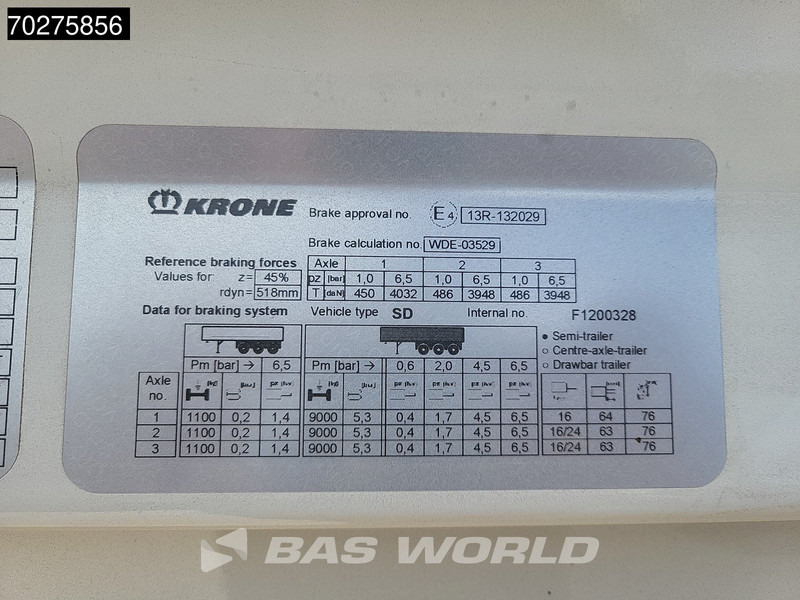 70275856
KRONE
Brake approval no. E4 13R-132029
Brake calculation no. WDE-03529
Reference braking forces
Values for: z= 45%
rdyn= 518mm
Axle 1 2 3
pz [bar] 1,0 6,5 1,0 6,5 1,0 6,5
T [daN] 450 4032 486 3948 486 3948
Data for braking system
Vehicle type SD
Internal no. F1200328
Semi-trailer
Centre-axle-trailer
Drawbar trailer
Pm [bar] → 6,5 Pm [bar] → 0,6 2,0 4,5 6,5
Axle no.
1 1100 0,2 1,4 9000 5,3 0,4 1,7 4,5 6,5 16 64 76
2 1100 0,2 1,4 9000 5,3 0,4 1,7 4,5 6,5 16/24 63 76
3 1100 0,2 1,4 9000 5,3 0,4 1,7 4,5 6,5 16/24 63 76
BAS WORLD